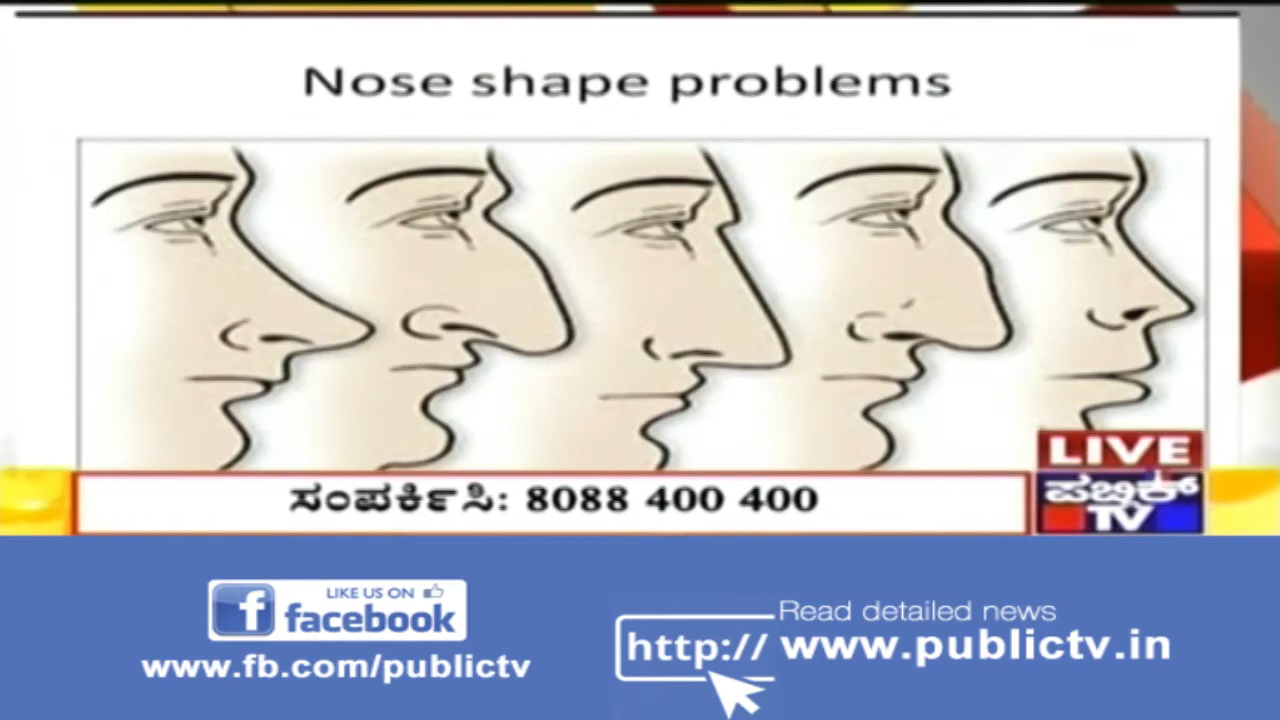 Nose shape problems
LIVE
ಪಬ್ಲಿಕ್
TV
ಸಂಪರ್ಕಿಸಿ: 8088 400 400
LIKE US ON
f facebook
www.fb.com/publictv
Read detailed news
http:// www.publictv.in